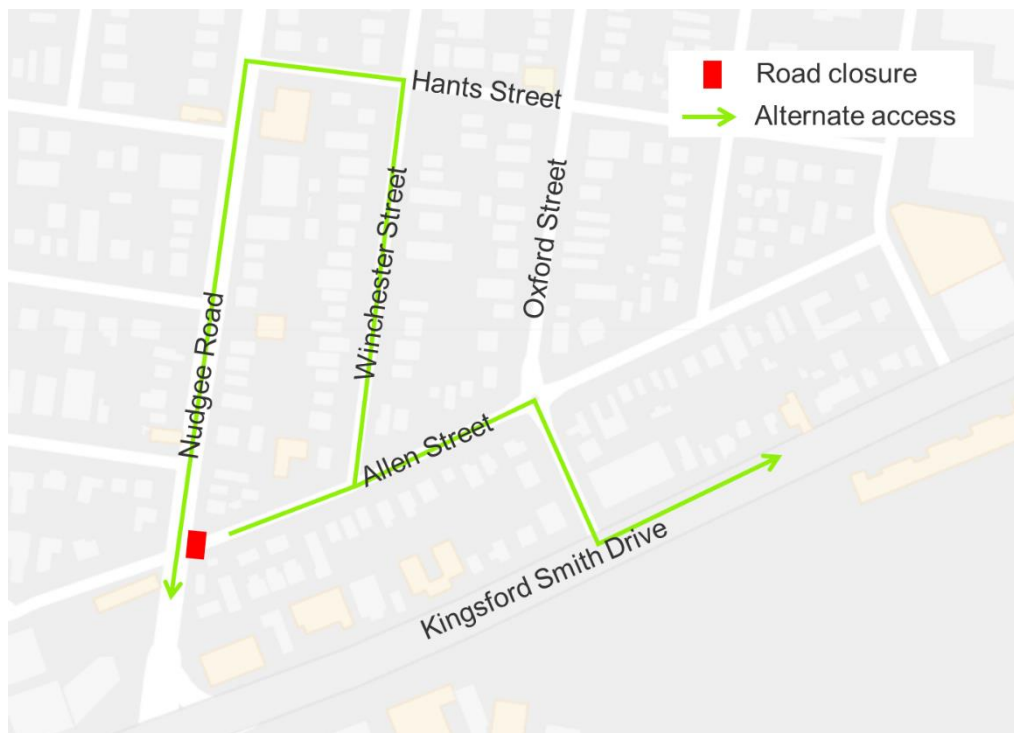 Road closure
Alternate access
Hants Street
Winchester Street
Oxford Street
Nudgee Road
Allen Street
Kingsford Smith Drive